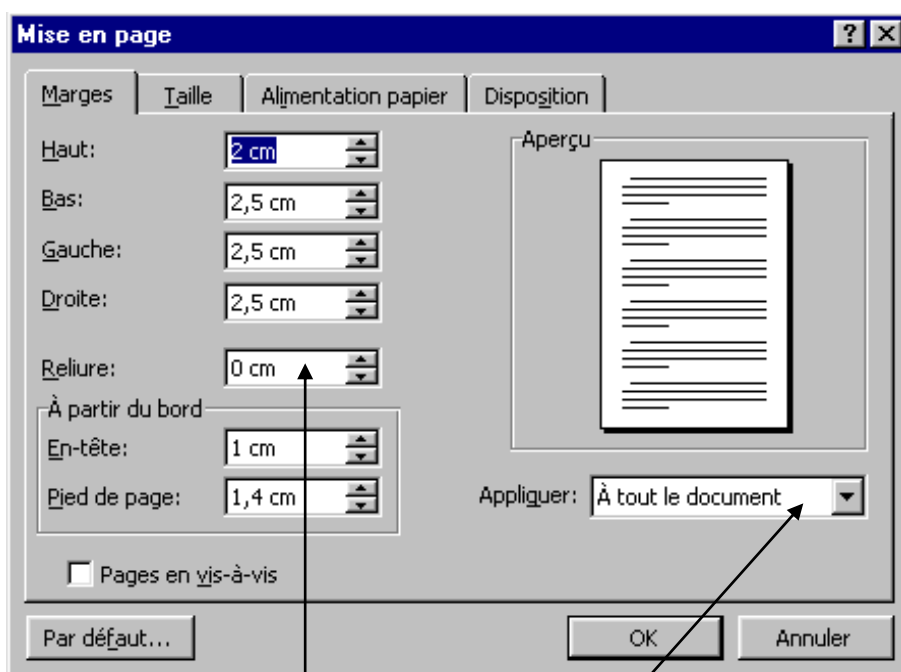 Mise en page
Marges Taille Alimentation papier Disposition
Haut: 2 cm
Bas: 2,5 cm
Gauche: 2,5 cm
Droite: 2,5 cm
Reliure: 0 cm
À partir du bord
En-tête: 1 cm
Pied de page: 1,4 cm
Pages en vis-à-vis
Aperçu
Appliquer: À tout le document
Par défaut... OK Annuler